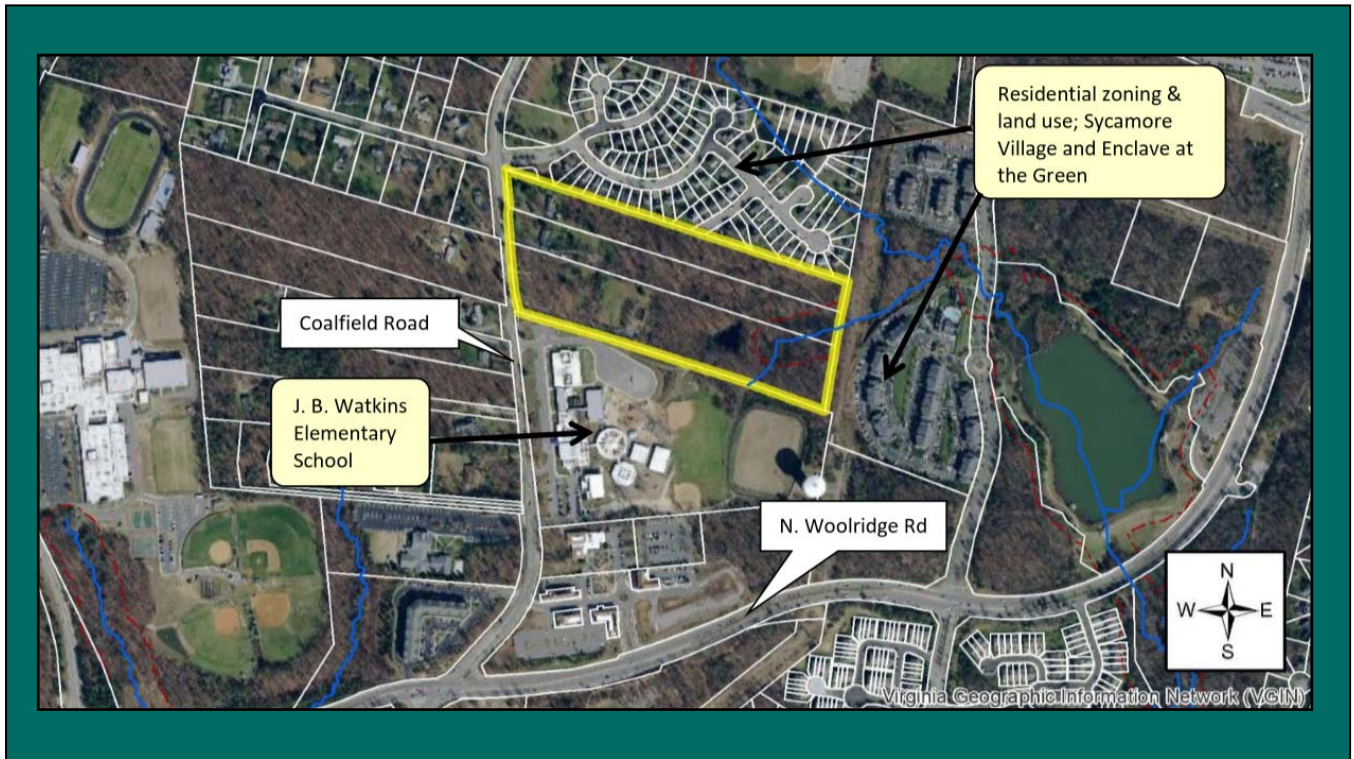 Residential zoning &
land use; Sycamore
Village and Enclave at
the Green
Coalfield Road
J. B. Watkins
Elementary
School
N. Woolridge Rd
N
W E
S
Virginia Geographic Information Network (VGIN)